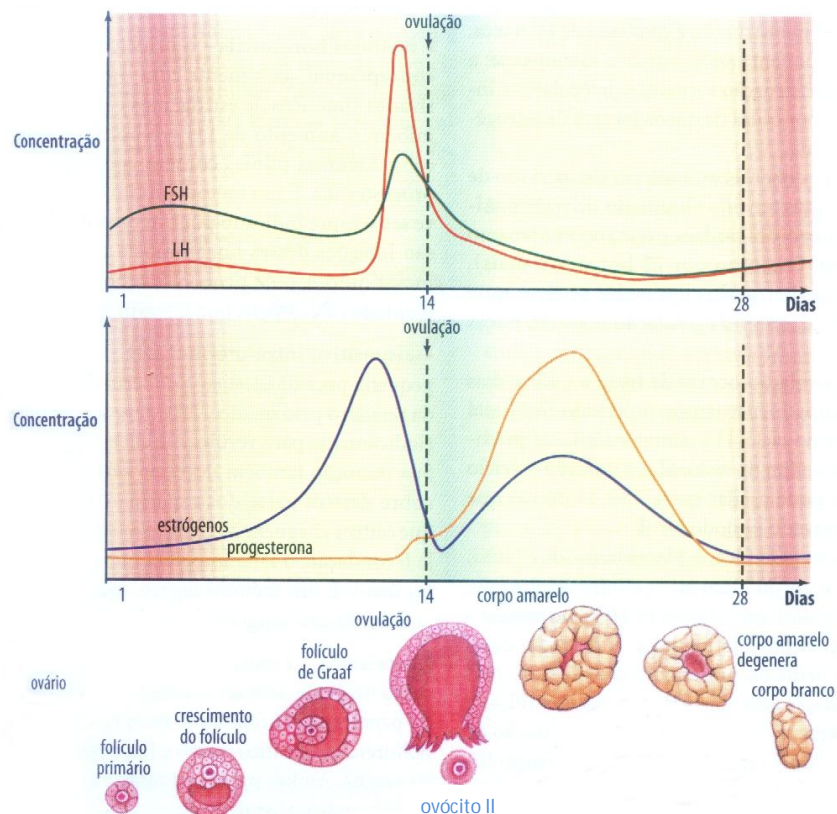 ovulação
Concentração
FSH
LH
1
14
28
Dias
ovulação
Concentração
estrógenos
progesterona
1
14
28
Dias
corpo amarelo
ovulação
folículo
de Graaf
corpo amarelo
degenera
ovário
crescimento
do folículo
corpo branco
folículo
primário
ovócito II